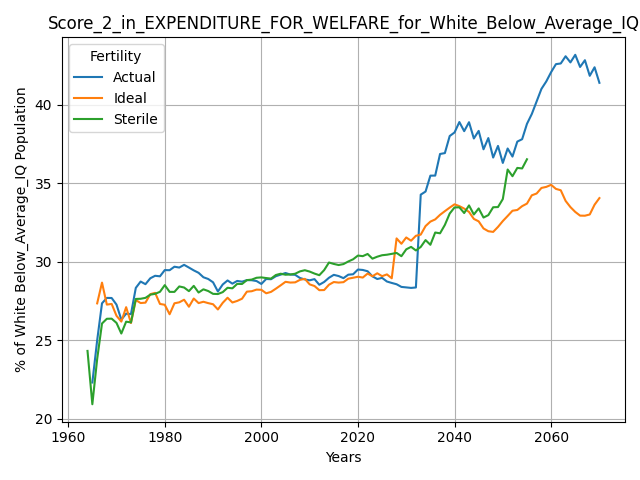 Score_2_in_EXPENDITURE_FOR_WELFARE_for_White_Below_Average_IQ
Fertility
Actual
Ideal
Sterile
% of White Below_Average_IQ Population
40
35
30
25
20
1960
1980
2000
2020
2040
2060
Years